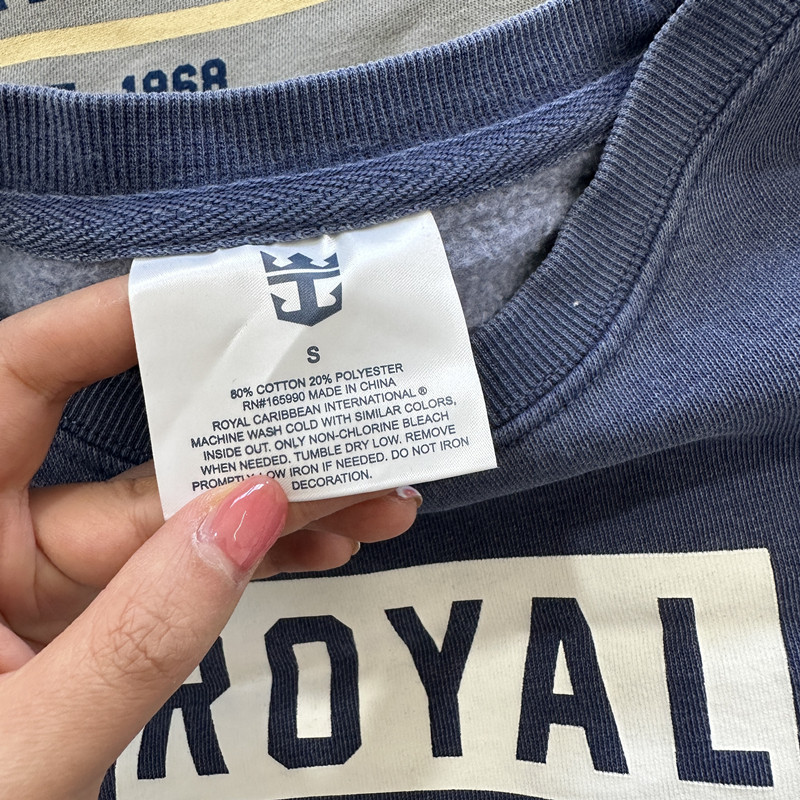 1968
S
80% COTTON 20% POLYESTER
RN#165990 MADE IN CHINA
ROYAL CARIBBEAN INTERNATIONAL®
MACHINE WASH COLD WITH SIMILAR COLORS,
INSIDE OUT. ONLY NON-CHLORINE BLEACH
WHEN NEEDED. TUMBLE DRY LOW. REMOVE
PROMPTLY. LOW IRON IF NEEDED. DO NOT IRON
DECORATION.
ROYAL